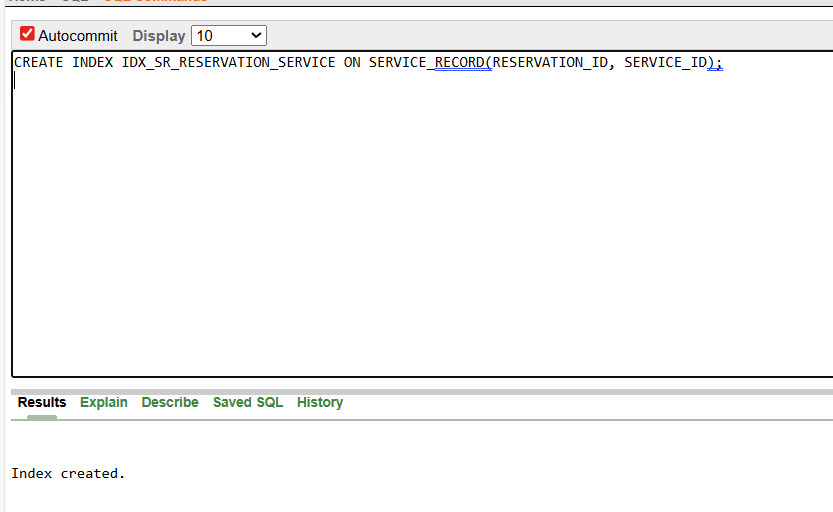 Autocommit Display 10
CREATE INDEX IDX_SR_RESERVATION_SERVICE ON SERVICE_RECORD(RESERVATION_ID, SERVICE_ID);
Results Explain Describe Saved SQL History
Index created.